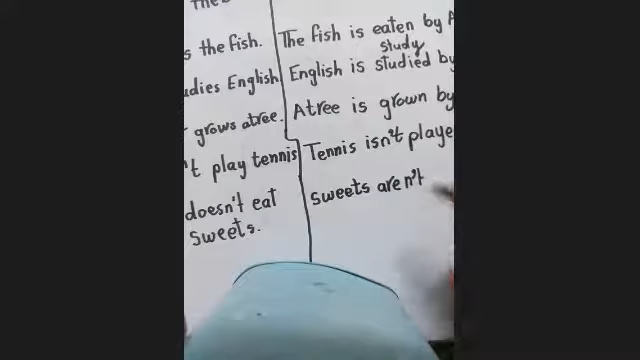 the
s the fish. The fish is eaten by A
study
udies English English is studied by
grows atree. Atree is grown by
't play tennis Tennis isn't playe
doesn't eat sweets aren't
sweets.